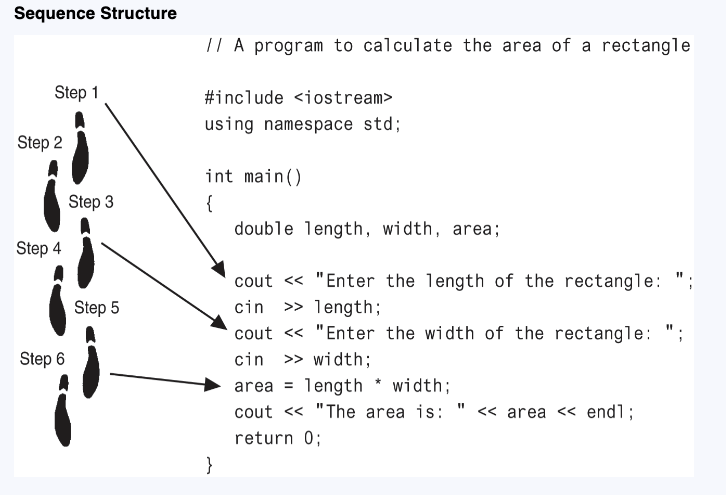 Sequence Structure
// A program to calculate the area of a rectangle
Step 1
#include <iostream>
using namespace std;
Step 2
int main()
Step 3
{
double length, width, area;
Step 4
cout << "Enter the length of the rectangle: ";
cin >> length;
Step 5
cout << "Enter the width of the rectangle: ";
Step 6
cin >> width;
area = length * width;
cout << "The area is: " << area << endl;
return 0;
}